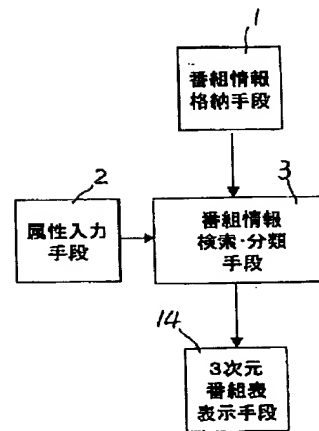 1
番組情報
格納手段
2
属性入力
手段
3
番組情報
検索·分類
手段
14
3次元
番組表
表示手段